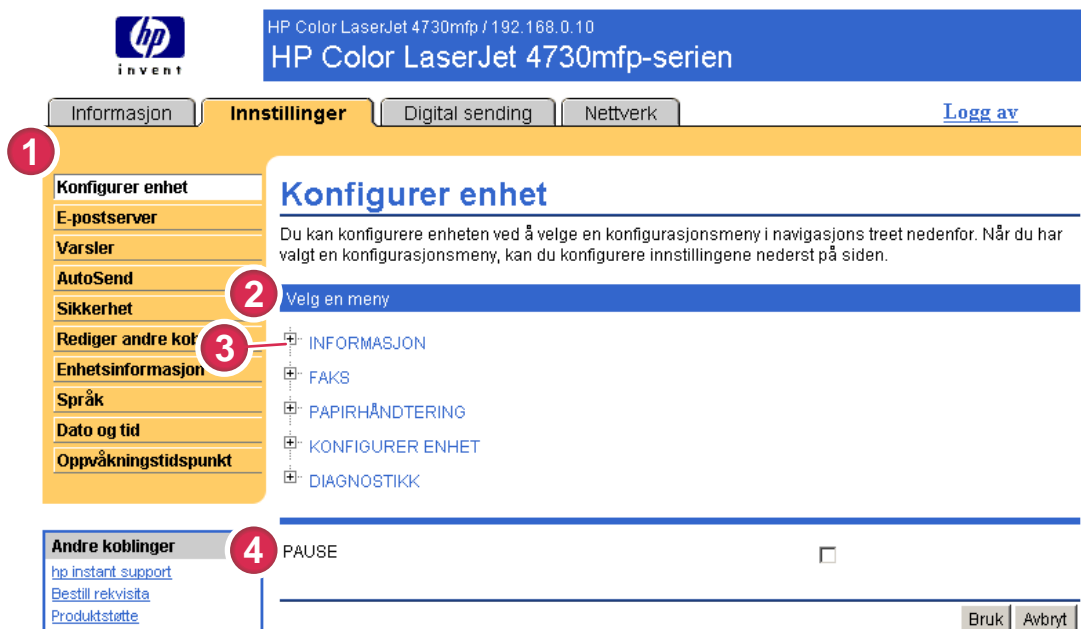 hp
invent
HP Color LaserJet 4730mfp / 192.168.0.10
HP Color LaserJet 4730mfp-serien
Informasjon
Innstillinger
Digital sending
Nettverk
Logg av
1
Konfigurer enhet
E-postserver
Varsler
AutoSend
Sikkerhet
Rediger andre
Enhetsinformasjon
Språk
Dato og tid
Oppvåkningstidspunkt
Konfigurer enhet
Du kan konfigurere enheten ved å velge en konfigurasjonsmeny i navigasjons treet nedenfor. Når du har
valgt en konfigurasjonsmeny, kan du konfigurere innstillingene nederst på siden.
2
Velg en meny
3
INFORMASJON
FAKS
PAPIRHÅNDTERING
KONFIGURER ENHET
DIAGNOSTIKK
Andre koblinger
hp instant support
Bestill rekvisita
Produktstøtte
4
PAUSE
Bruk
Avbryt